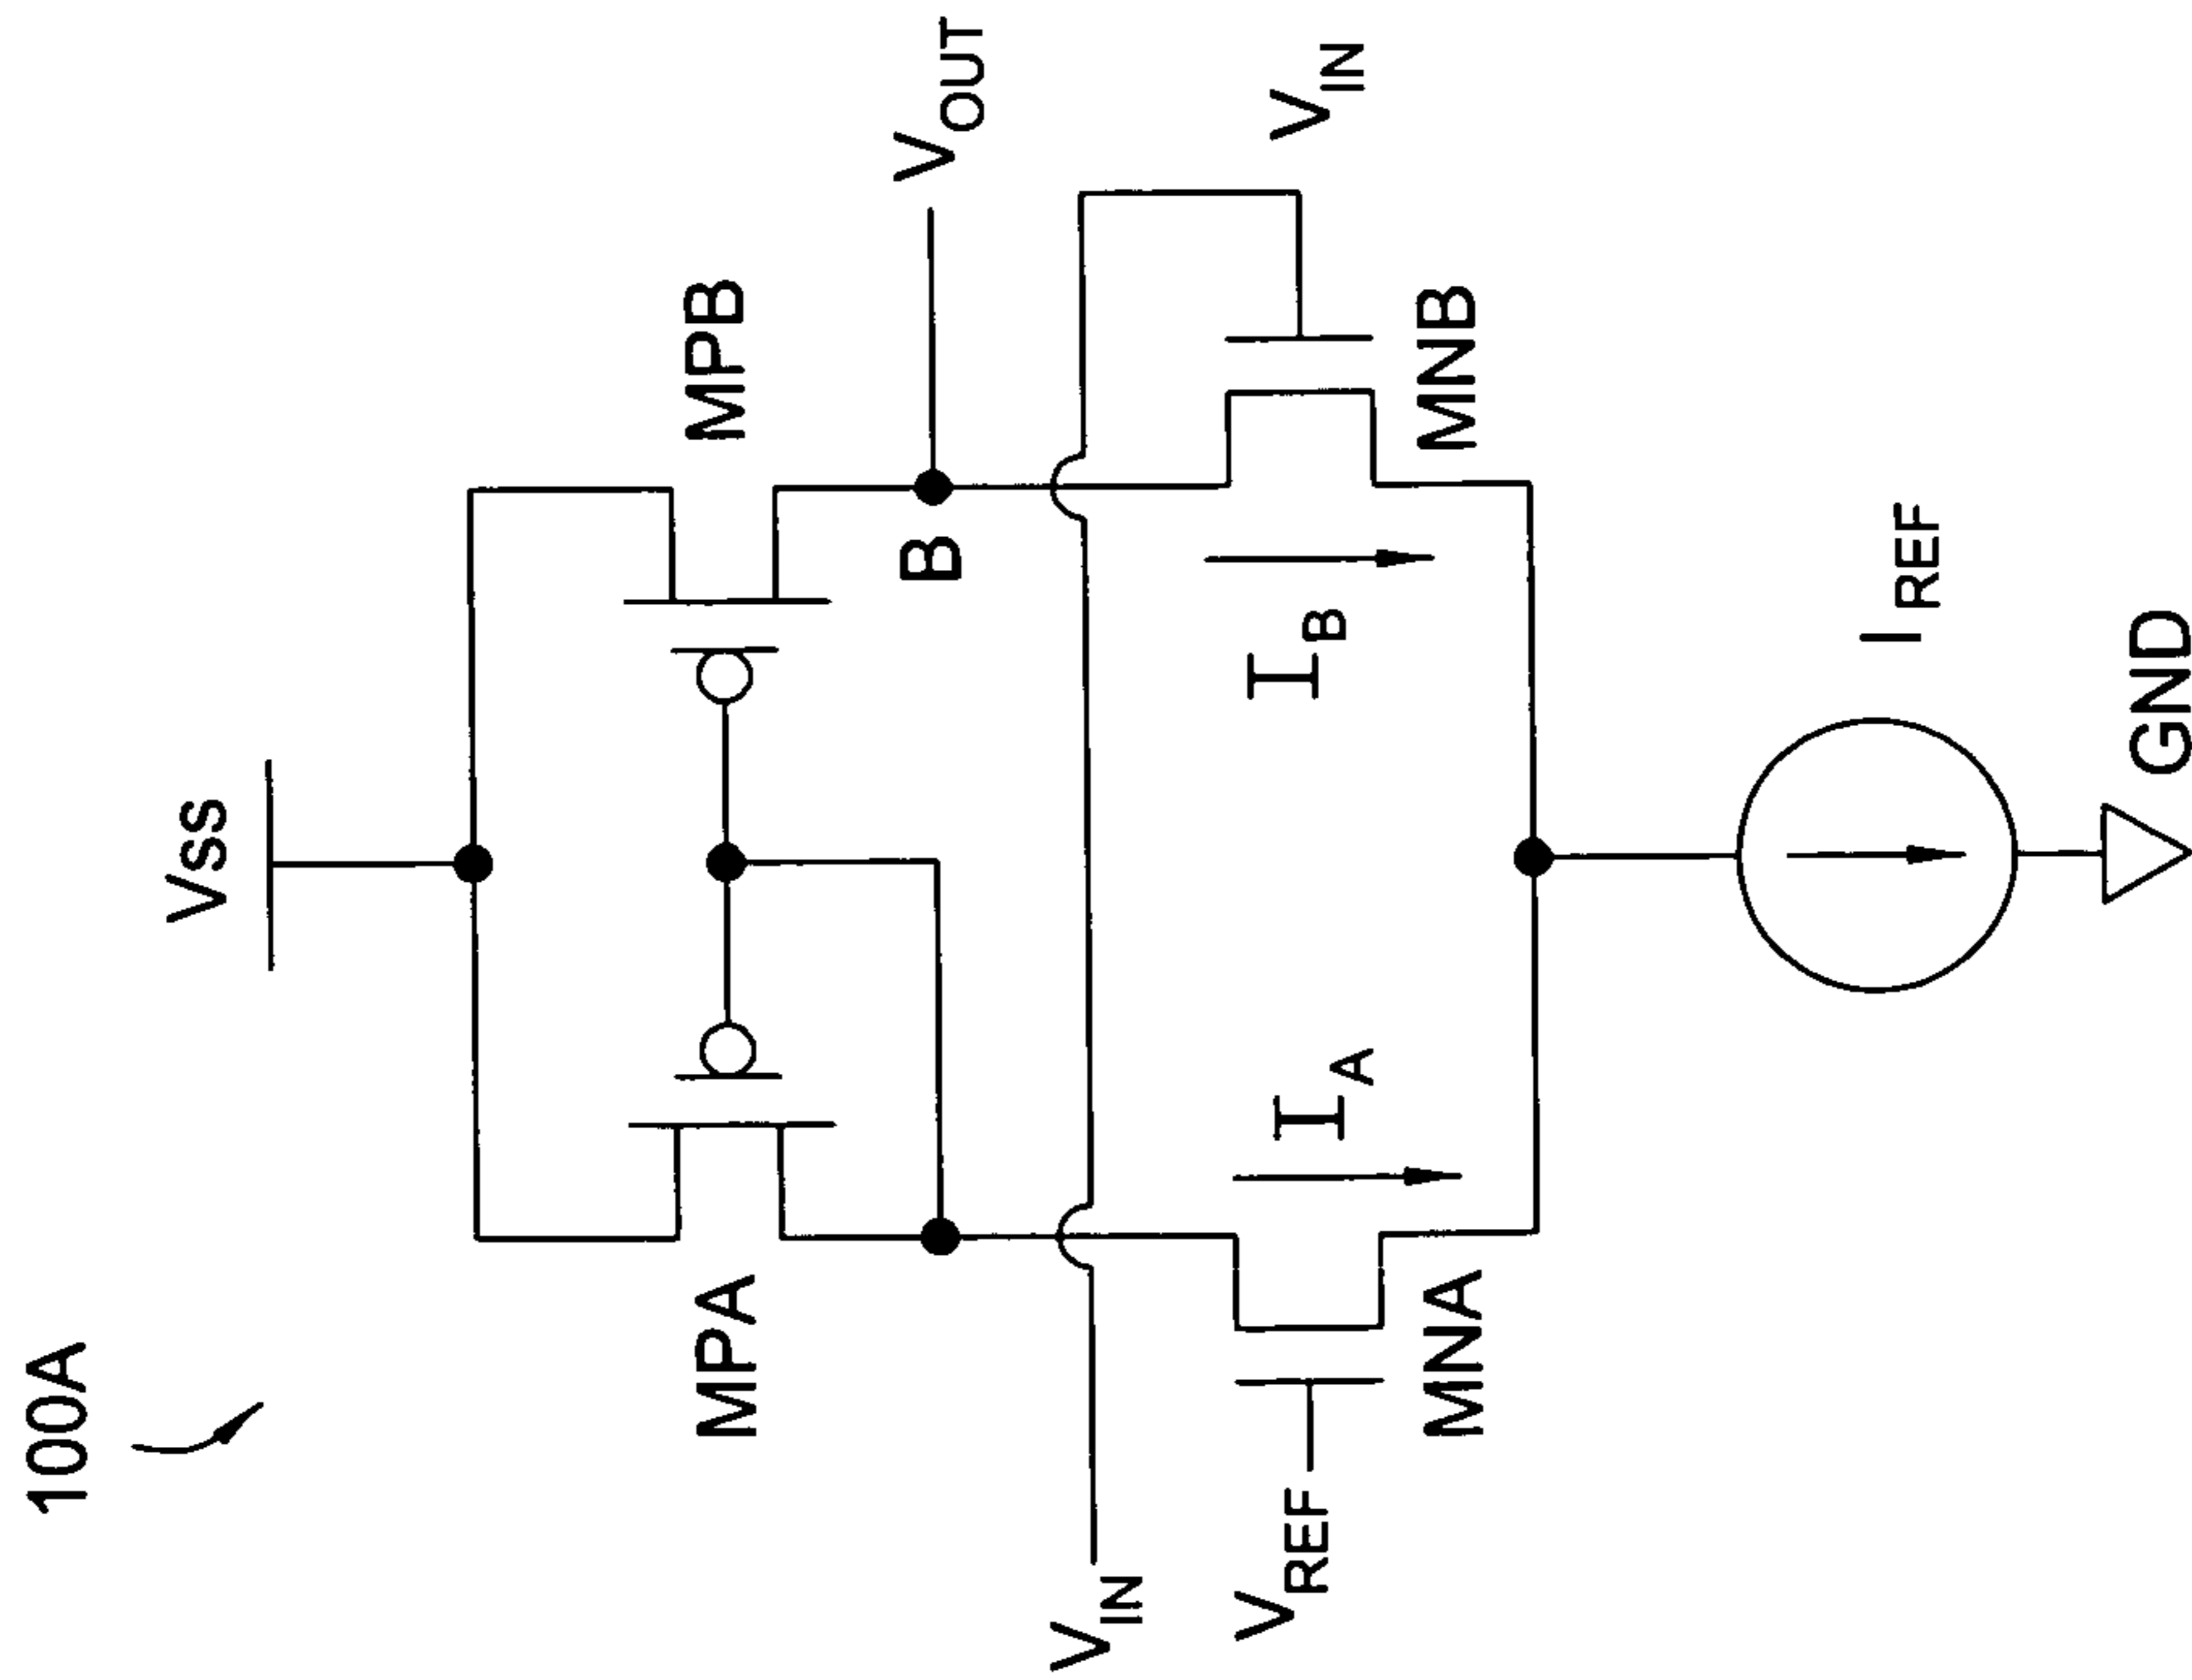 100A
VSS
MPA
MPB
B
VOUT
VIN
VREF
IA
IB
VIN
MNA
MNB
IREF
GND